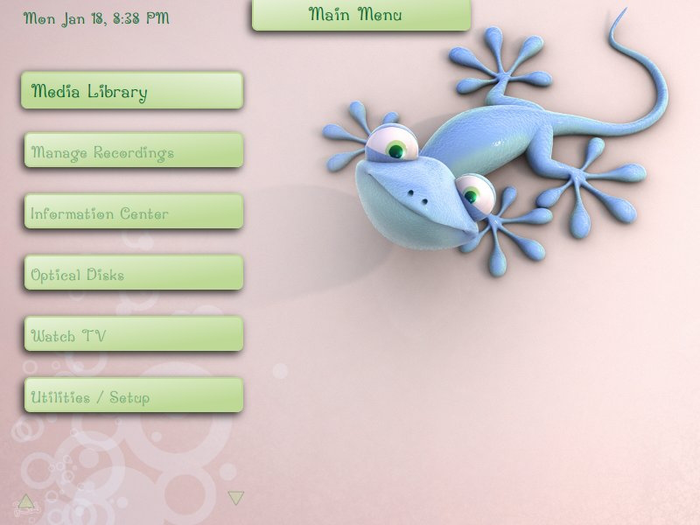 Mon Jan 18, 8:38 PM
Main Menu
Media Library
Manage Recordings
Information Center
Optical Disks
Watch TV
Utilities / Setup